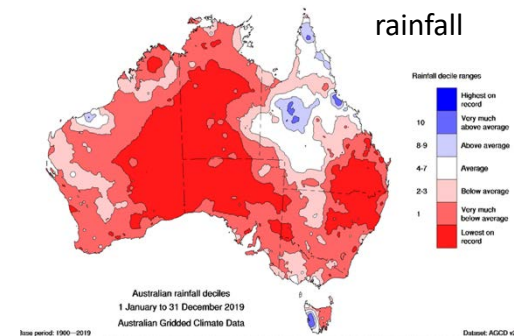 rainfall
Rainfall decile ranges
Highest on
record
10
Very much
above average
8-9
Above average
4-7
Average
2-3
Below average
1
Very much
below average
Lowest on
record
Australian rainfall deciles
1 January to 31 December 2019
Australian Gridded Climate Data
Base period: 1900—2019
Dataset: AGCD